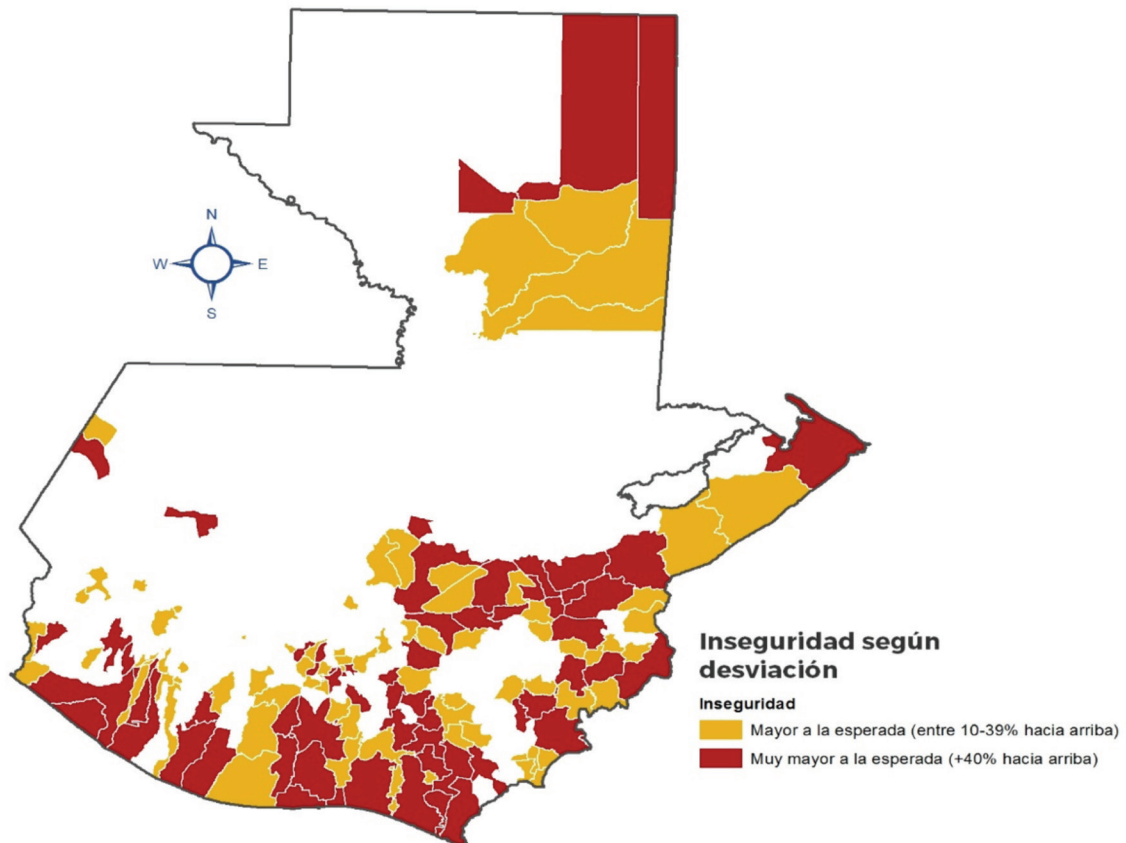 N
W E
S
Inseguridad según
desviación
Inseguridad
Mayor a la esperada (entre 10-39% hacia arriba)
Muy mayor a la esperada (+40% hacia arriba)